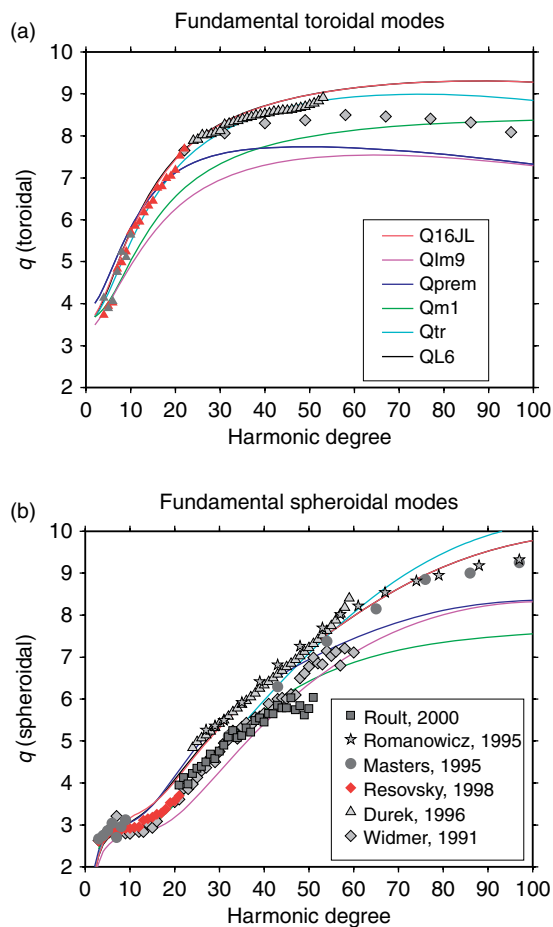 (a)
Fundamental toroidal modes
10
9
8
7
6
5
4
3
2
q (toroidal)
Q16JL
Qlm9
Qprem
Qm1
Qtr
QL6
0 10 20 30 40 50 60 70 80 90 100
Harmonic degree
(b)
Fundamental spheroidal modes
10
9
8
7
6
5
4
3
2
q (spheroidal)
Roult, 2000
Romanowicz, 1995
Masters, 1995
Resovsky, 1998
Durek, 1996
Widmer, 1991
0 10 20 30 40 50 60 70 80 90 100
Harmonic degree